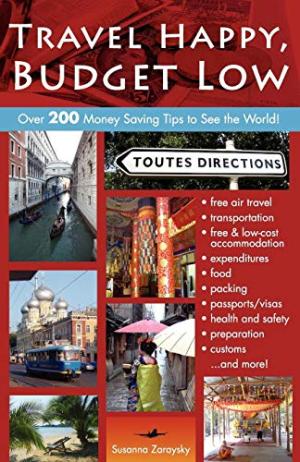 TRAVEL HAPPY,
BUDGET LOW
Over 200 Money Saving Tips to See the World!
TOUTES DIRECTIONS
• free air travel
• transportation
• free & low-cost
accommodation
• expenditures
• food
• packing
• passports/visas
• health and safety
• preparation
• customs
...and more!
Susanna Zaraysky